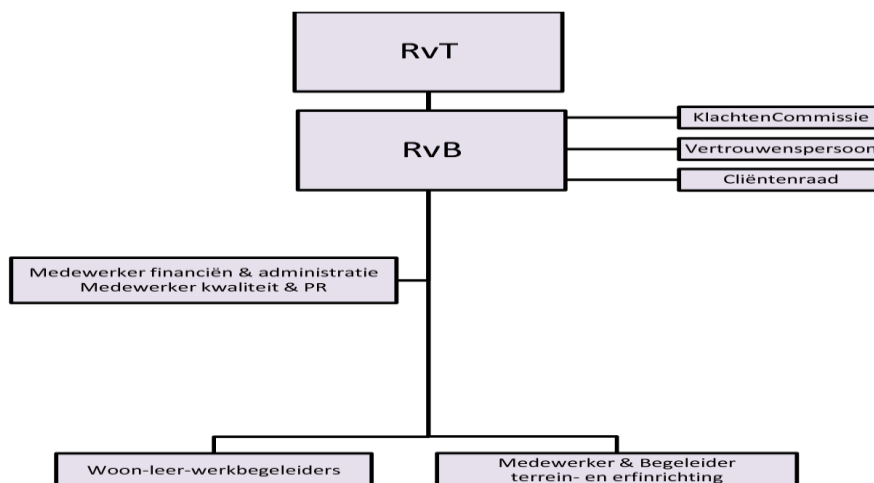 RvT
RvB
KlachtenCommissie
Vertrouwenspersoon
Cliëntenraad
Medewerker financiën & administratie
Medewerker kwaliteit & PR
Woon-leer-werkbegeleiders
Medewerker & Begeleider
terrein- en erfinrichting